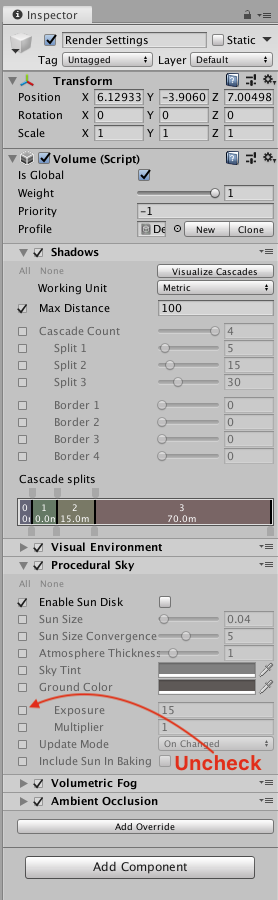 Inspector
Render Settings Static
Tag Untagged Layer Default
Transform
Position X 6.12933 Y -3.9060 Z 7.00498
Rotation X 0 Y 0 Z 0
Scale X 1 Y 1 Z 1
Volume (Script)
Is Global
Weight 1
Priority -1
Profile De New Clone
Shadows
All None Visualize Cascades
Working Unit Metric
Max Distance 100
Cascade Count 4
Split 1 5
Split 2 15
Split 3 30
Border 1 0
Border 2 0
Border 3 0
Border 4 0
Cascade splits
0 1 2 3
0.0m 15.0m 70.0m
Visual Environment
Procedural Sky
All None
Enable Sun Disk
Sun Size 0.04
Sun Size Convergence 5
Atmosphere Thickness 1
Sky Tint
Ground Color
Exposure 15
Multiplier 1
Update Mode On Changed
Include Sun In Baking
Uncheck
Volumetric Fog
Ambient Occlusion
Add Override
Add Component